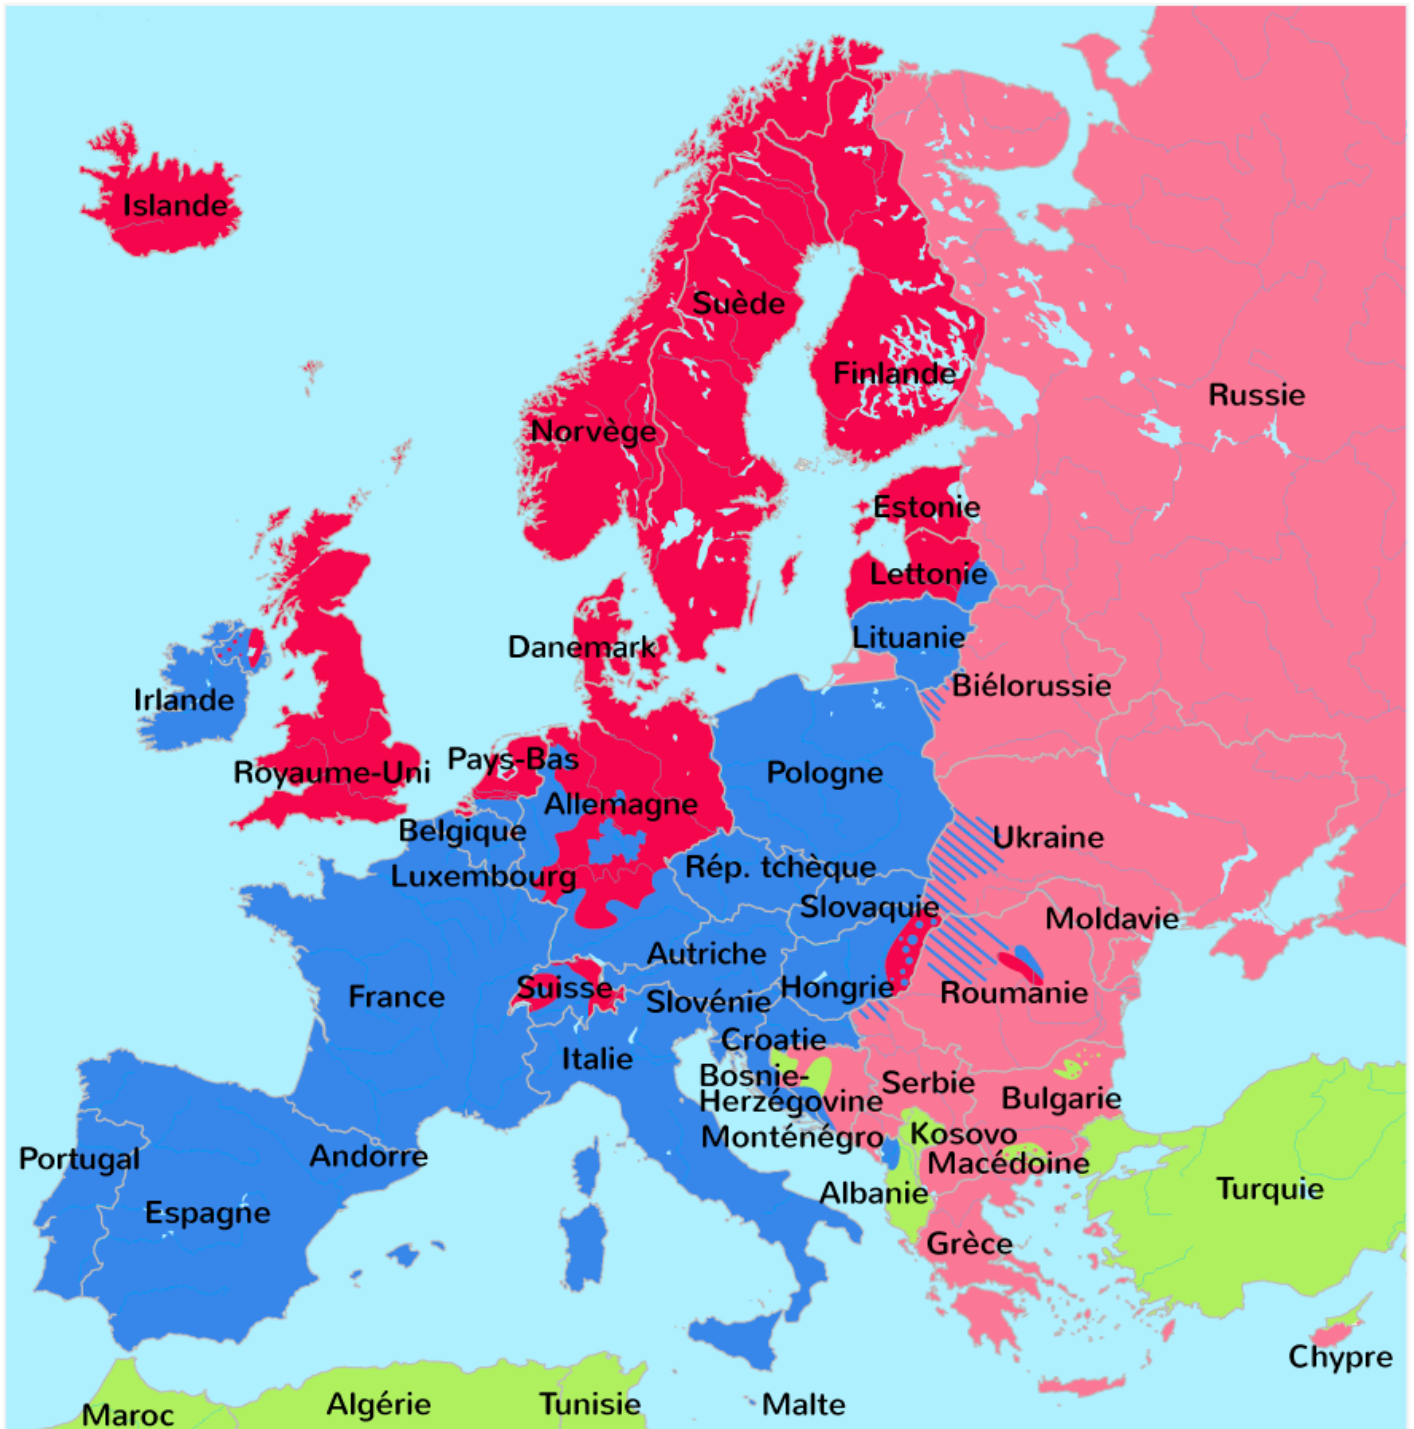 Islande
Suède
Finlande
Russie
Norvège
Estonie
Lettonie
Lituanie
Danemark
Biélorussie
Irlande
Royaume-Uni
Pays-Bas
Pologne
Allemagne
Belgique
Ukraine
Luxembourg
Rép. tchèque
Slovaquie
Moldavie
Autriche
Suisse
France
Slovénie
Hongrie
Roumanie
Croatie
Italie
Bosnie-
Herzégovine
Serbie
Bulgarie
Monténégro
Kosovo
Portugal
Andorre
Macédoine
Albanie
Turquie
Espagne
Grèce
Chypre
Maroc
Algérie
Tunisie
Malte